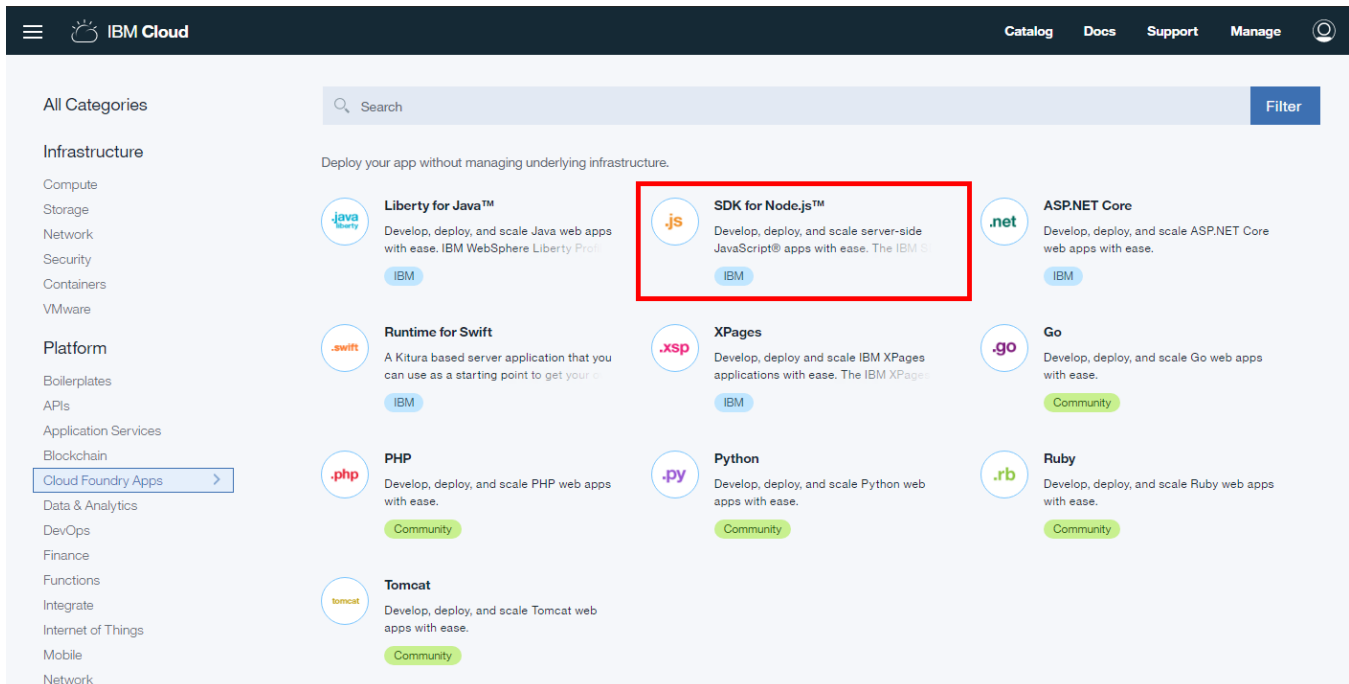 IBM Cloud
Catalog Docs Support Manage
All Categories
Search
Filter
Infrastructure
Compute
Storage
Network
Security
Containers
VMware
Platform
Boilerplates
APIs
Application Services
Blockchain
Cloud Foundry Apps
Data & Analytics
DevOps
Finance
Functions
Integrate
Internet of Things
Mobile
Network
Deploy your app without managing underlying infrastructure.
.java
liberty
Liberty for Java™
Develop, deploy, and scale Java web apps
with ease. IBM WebSphere Liberty Prof
IBM
.js
SDK for Node.js™
Develop, deploy, and scale server-side
JavaScript® apps with ease. The IBM S
IBM
.net
ASP.NET Core
Develop, deploy, and scale ASP.NET Core
web apps with ease.
IBM
.swift
Runtime for Swift
A Kitura based server application that you
can use as a starting point to get your
IBM
.xsp
XPages
Develop, deploy and scale IBM XPages
applications with ease. The IBM XPages
IBM
.go
Go
Develop, deploy, and scale Go web apps
with ease.
Community
.php
PHP
Develop, deploy, and scale PHP web apps
with ease.
Community
.py
Python
Develop, deploy, and scale Python web
apps with ease.
Community
.rb
Ruby
Develop, deploy, and scale Ruby web apps
with ease.
Community
tomcat
Tomcat
Develop, deploy, and scale Tomcat web
apps with ease.
Community